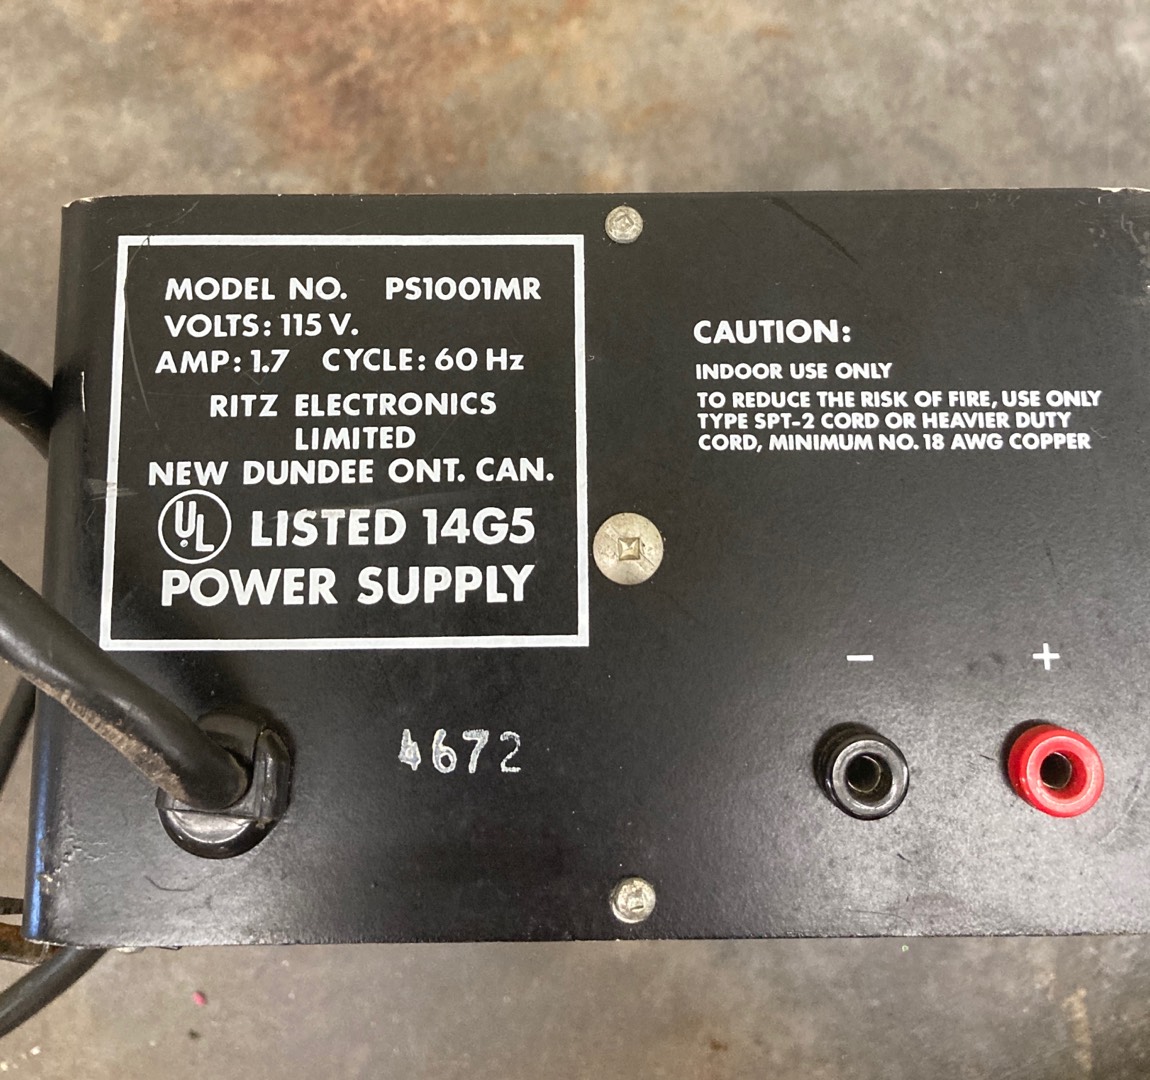 MODEL NO. PS1001MR
VOLTS: 115 V.
AMP: 1.7 CYCLE: 60 Hz
RITZ ELECTRONICS
LIMITED
NEW DUNDEE ONT. CAN.
UL LISTED 14G5
POWER SUPPLY
CAUTION:
INDOOR USE ONLY
TO REDUCE THE RISK OF FIRE, USE ONLY
TYPE SPT-2 CORD OR HEAVIER DUTY
CORD, MINIMUM NO. 18 AWG COPPER
− +
4672